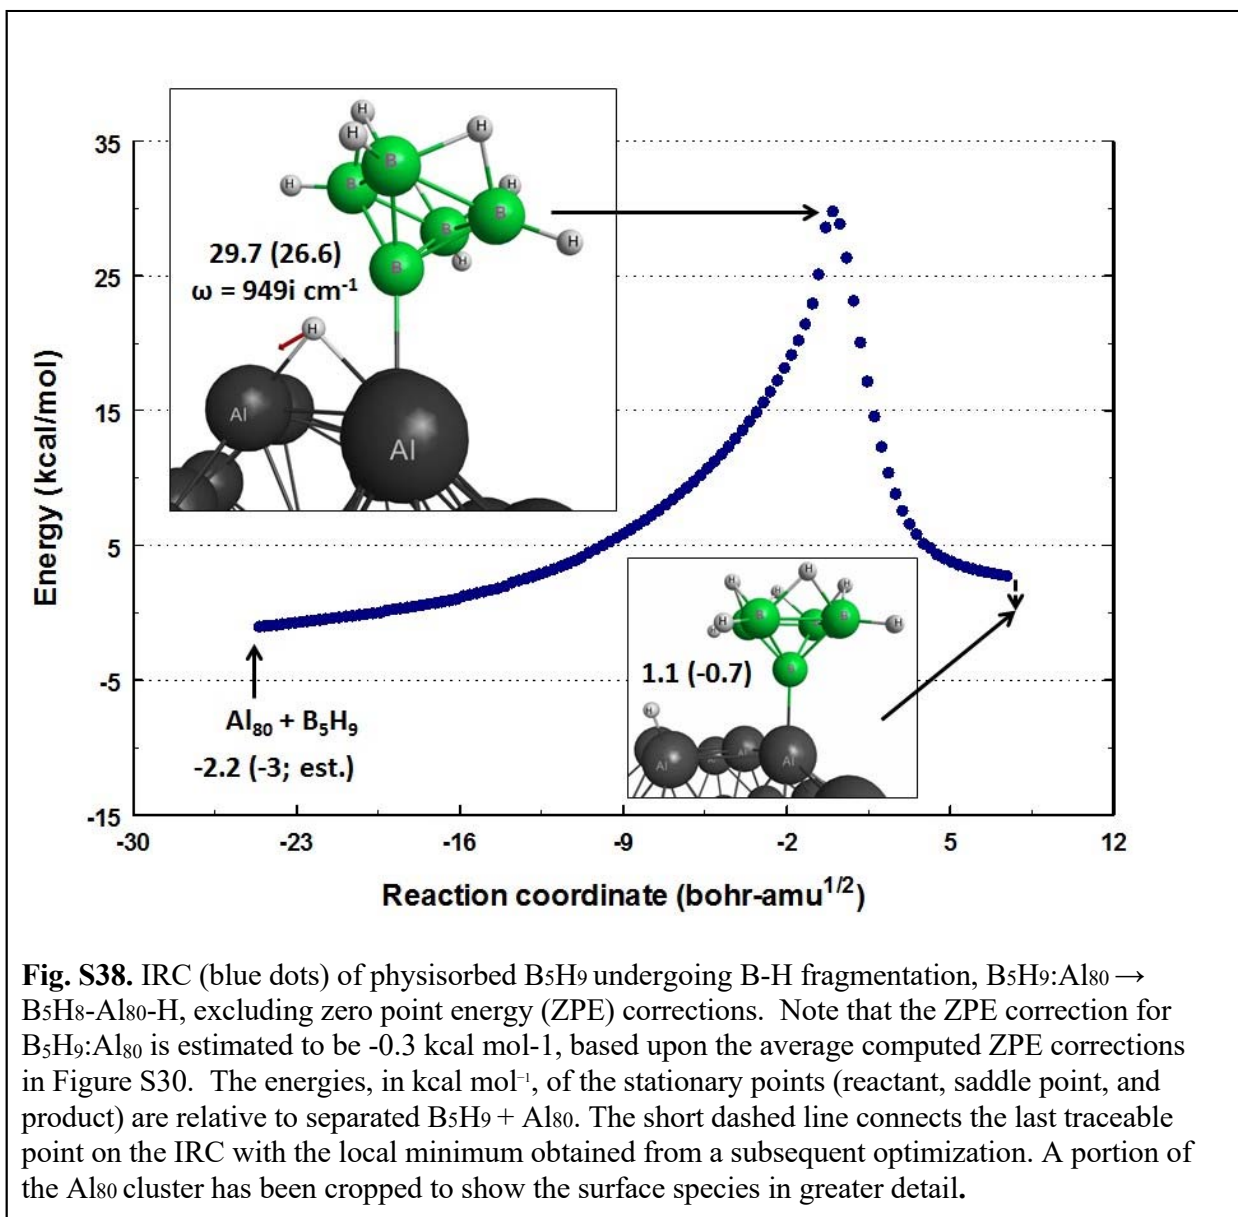 35
25
15
5
-5
-15
-30
-23
-16
-9
-2
5
12
Energy (kcal/mol)
Reaction coordinate (bohr-amu¹/²)
H
H
B
H
H
B
H
B
B
H
H
B
29.7 (26.6)
ω = 949i cm⁻¹
H
Al
Al
H
H
H
H
B
B
H
H
H
B
1.1 (-0.7)
H
Al
Al
Al
Al₈₀ + B₅H₉
-2.2 (-3; est.)
Fig. S38. IRC (blue dots) of physisorbed B₅H₉ undergoing B-H fragmentation, B₅H₉:Al₈₀ →
B₅H₈-Al₈₀-H, excluding zero point energy (ZPE) corrections. Note that the ZPE correction for
B₅H₉:Al₈₀ is estimated to be -0.3 kcal mol-1, based upon the average computed ZPE corrections
in Figure S30. The energies, in kcal mol⁻¹, of the stationary points (reactant, saddle point, and
product) are relative to separated B₅H₉ + Al₈₀. The short dashed line connects the last traceable
point on the IRC with the local minimum obtained from a subsequent optimization. A portion of
the Al₈₀ cluster has been cropped to show the surface species in greater detail.